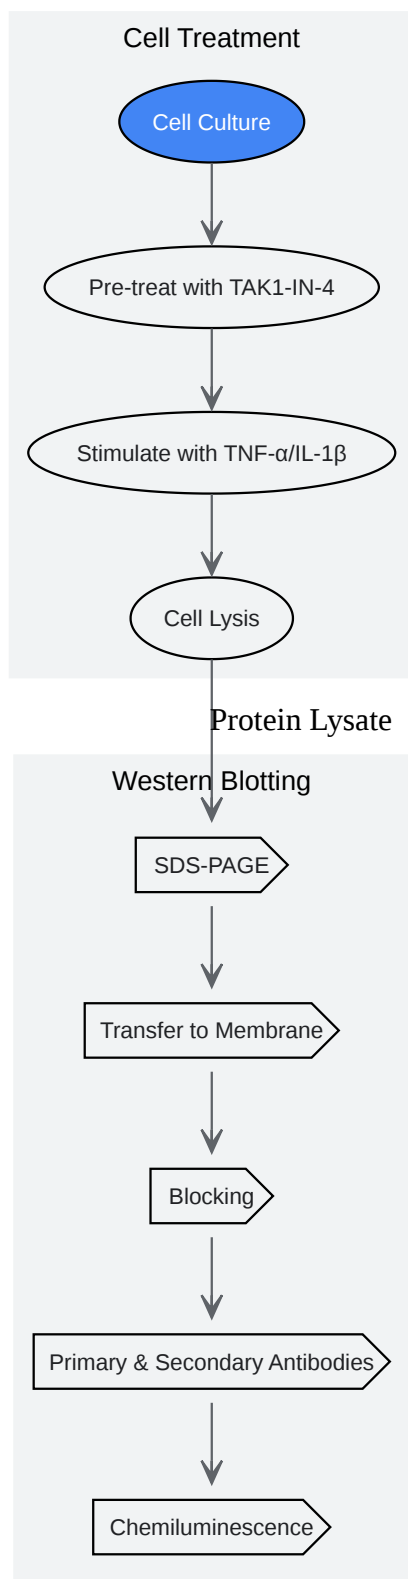 Cell Treatment
Cell Culture
Pre-treat with TAK1-IN-4
Stimulate with TNF-α/IL-1β
Cell Lysis
Protein Lysate
Western Blotting
SDS-PAGE
Transfer to Membrane
Blocking
Primary & Secondary Antibodies
Chemiluminescence